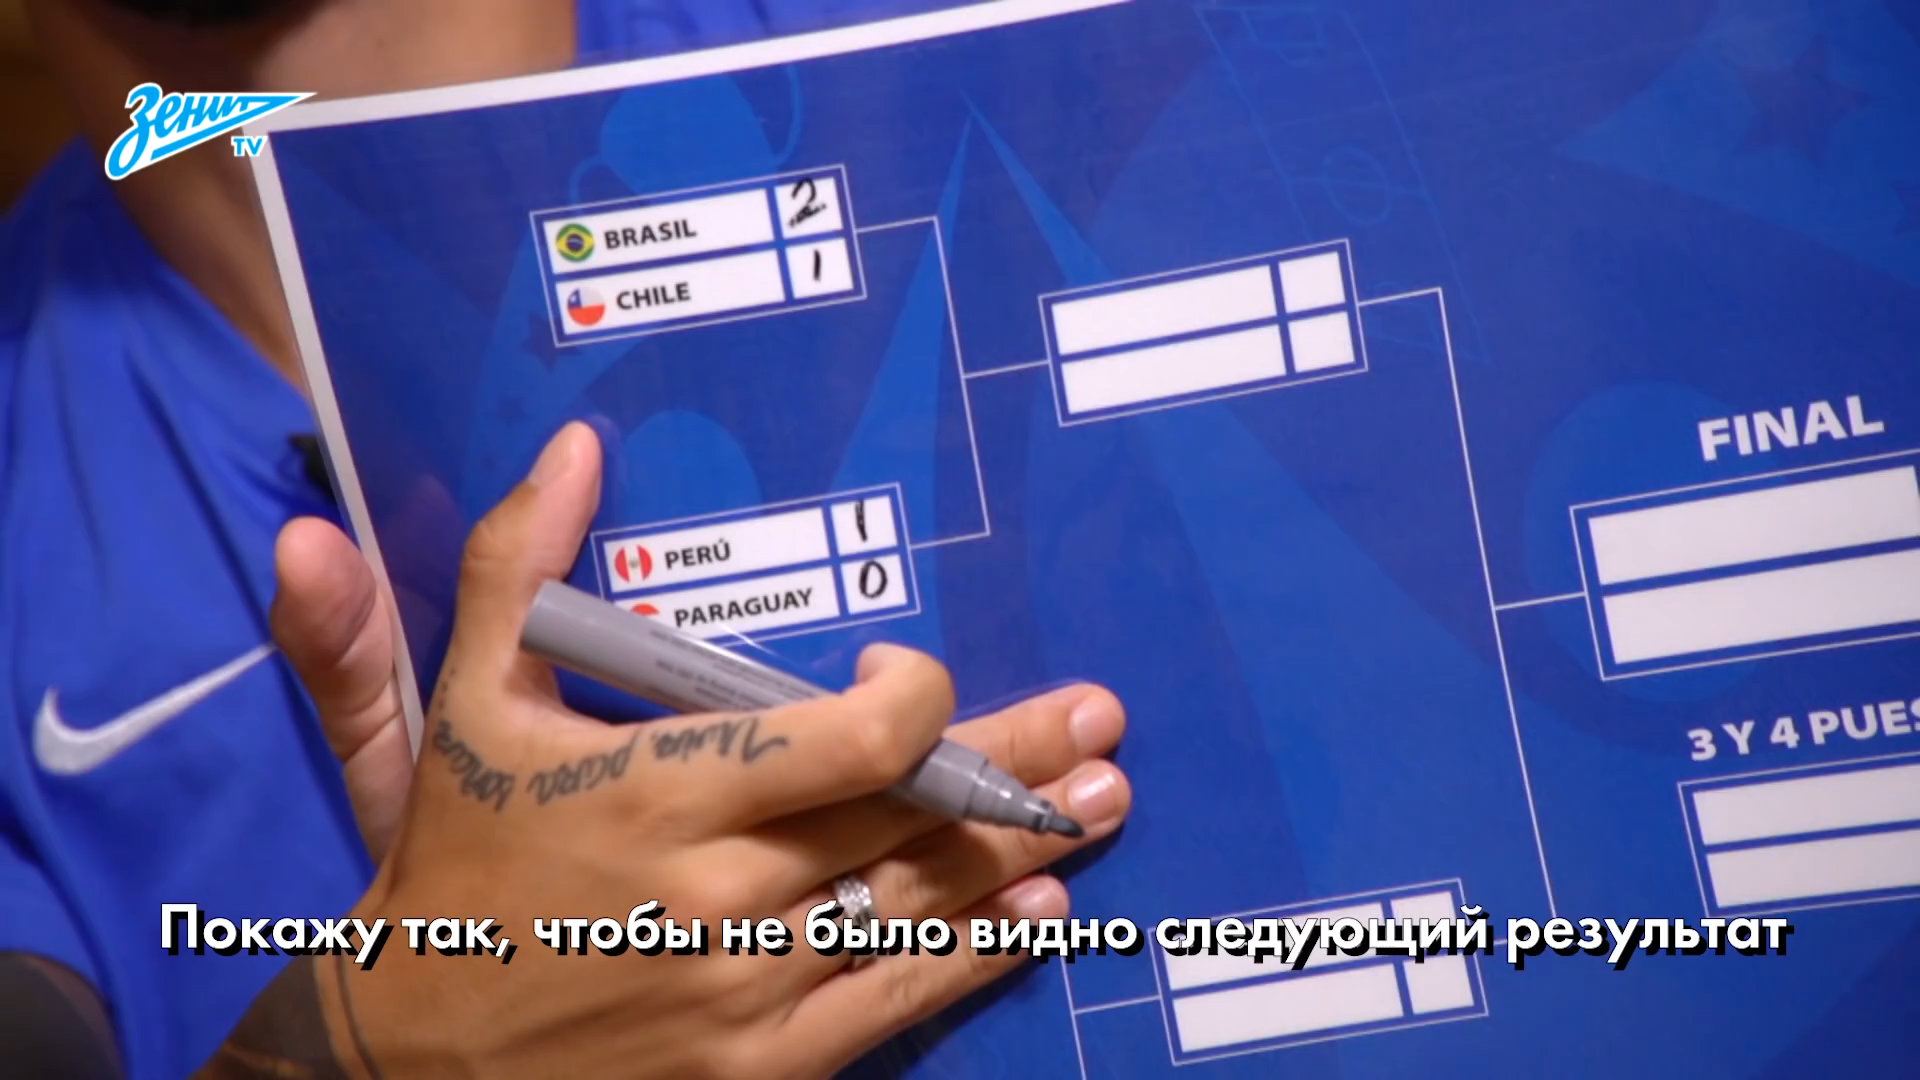 Зенит
TV
BRASIL 2
CHILE 1
PERÚ 1
PARAGUAY 0
FINAL
3 Y 4 PUES
Покажу так, чтобы не было видно следующий результат